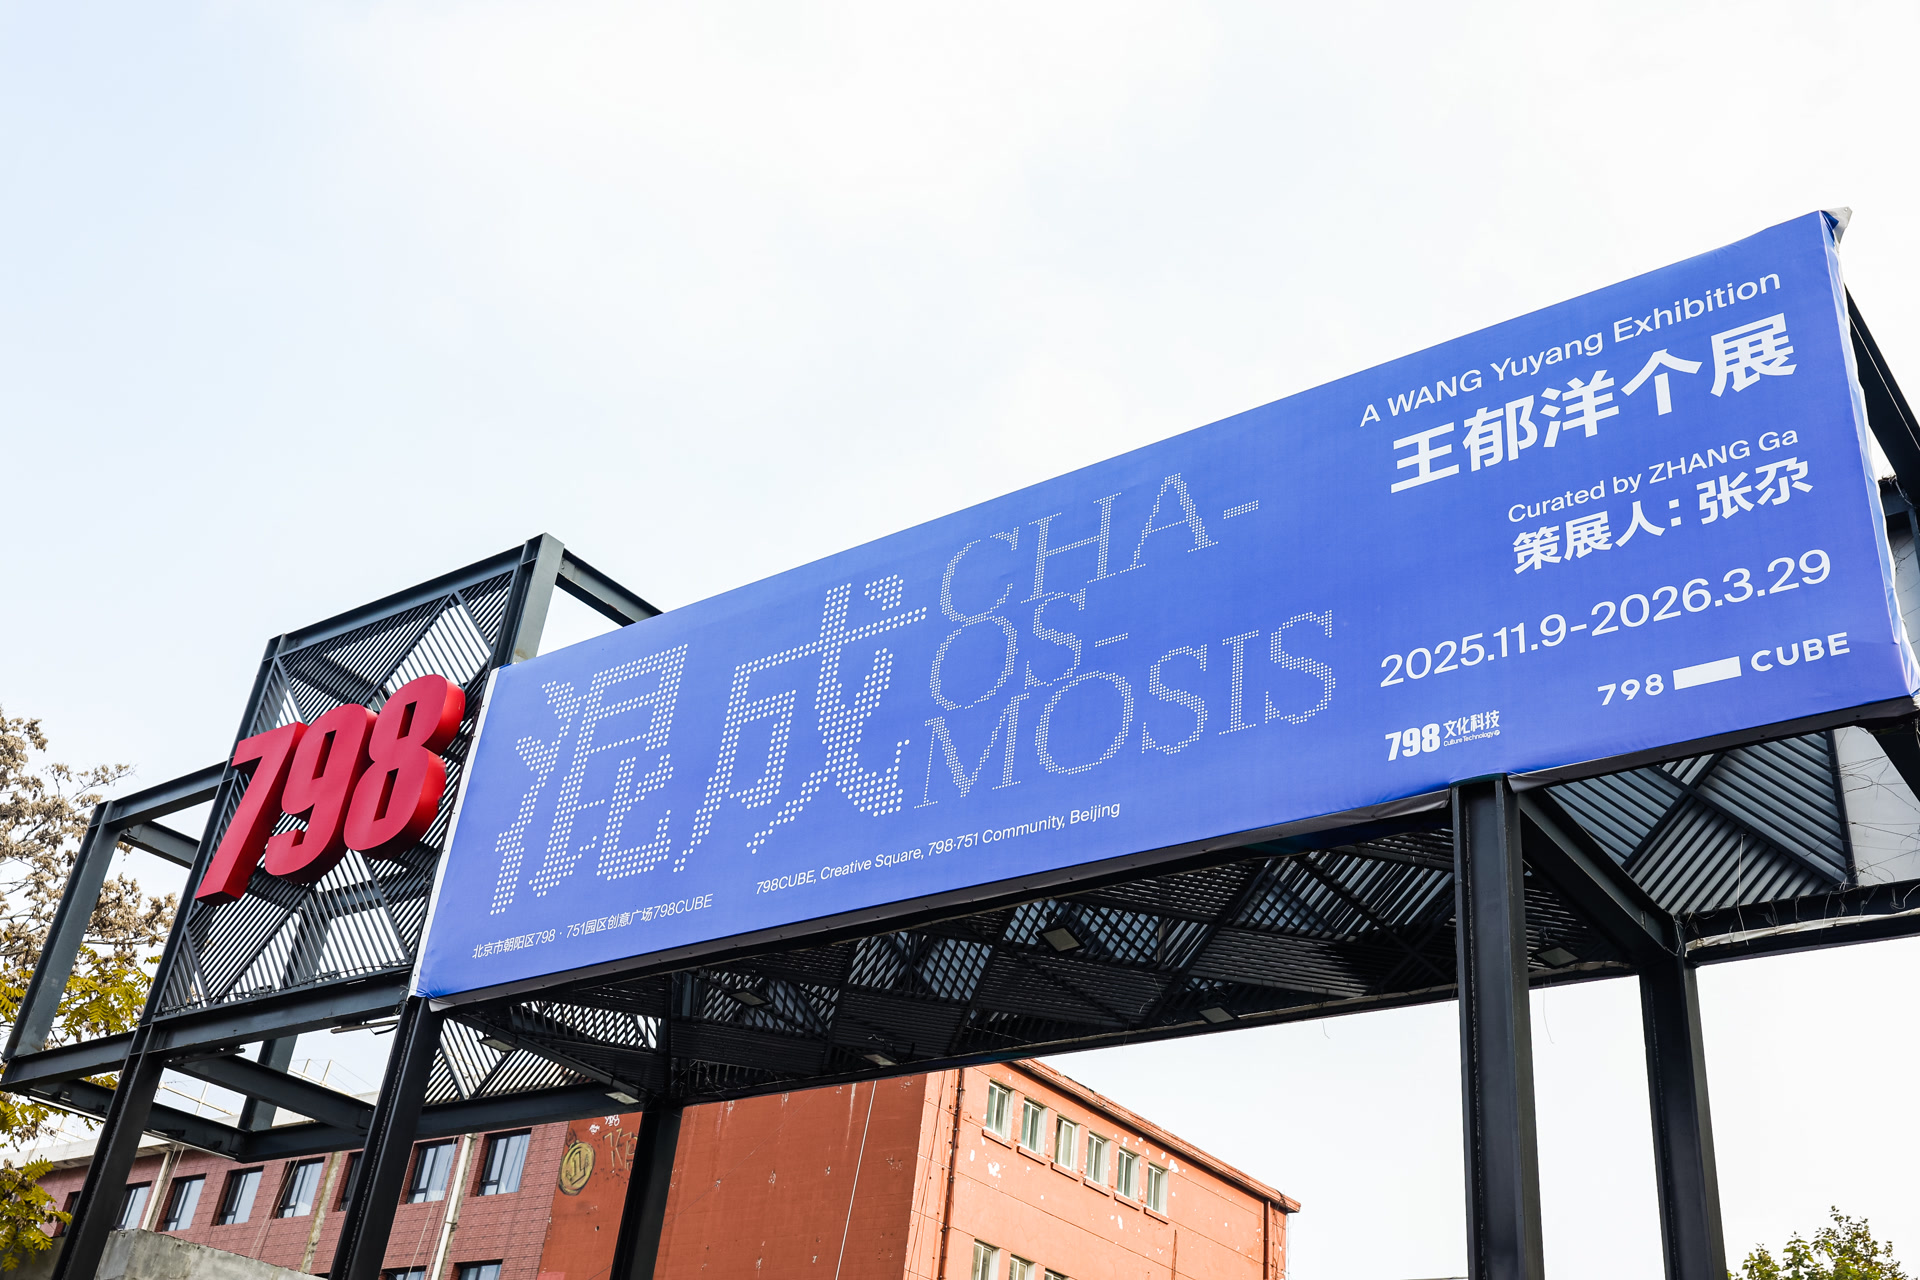 798
混成
CHA-
OS-
MOSIS
北京市朝阳区798 · 751园区创意广场798CUBE
798CUBE, Creative Square, 798·751 Community, Beijing
A WANG Yuyang Exhibition
王郁洋个展
Curated by ZHANG Ga
策展人：张尕
2025.11.9-2026.3.29
798 文化科技
Culture Technology
798 CUBE